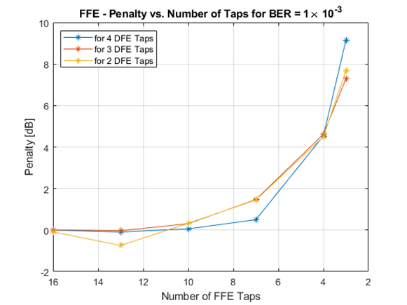 FFE - Penalty vs. Number of Taps for BER = 1× 10⁻³
for 4 DFE Taps
for 3 DFE Taps
for 2 DFE Taps
Penalty [dB]
10
8
6
4
2
0
-2
16 14 12 10 8 6 4 2
Number of FFE Taps